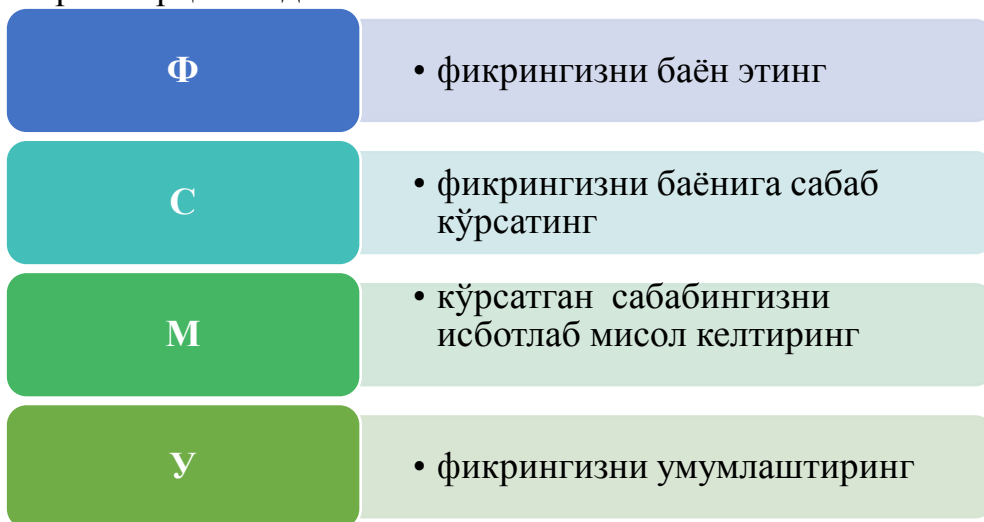 Ф
• фикрингизни баён этинг
С
• фикрингизни баёнига сабаб
кўрсатинг
М
• кўрсатган сабабингизни
исботлаб мисол келтиринг
У
• фикрингизни умумлаштиринг